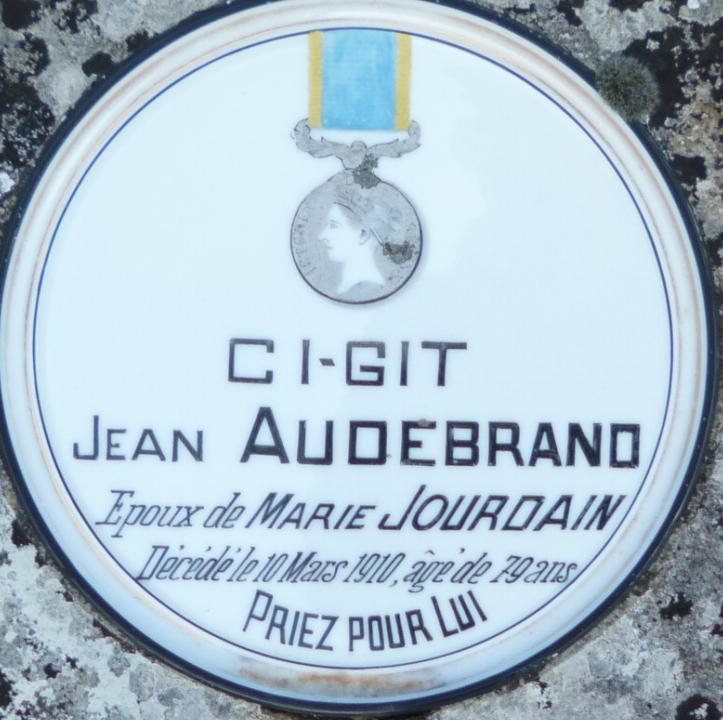 CI-GIT
JEAN AUDEBRAND
Epoux de MARIE JOURDAIN
Décédé le 10 Mars 1910, âgé de 79 ans
PRIEZ POUR LUI